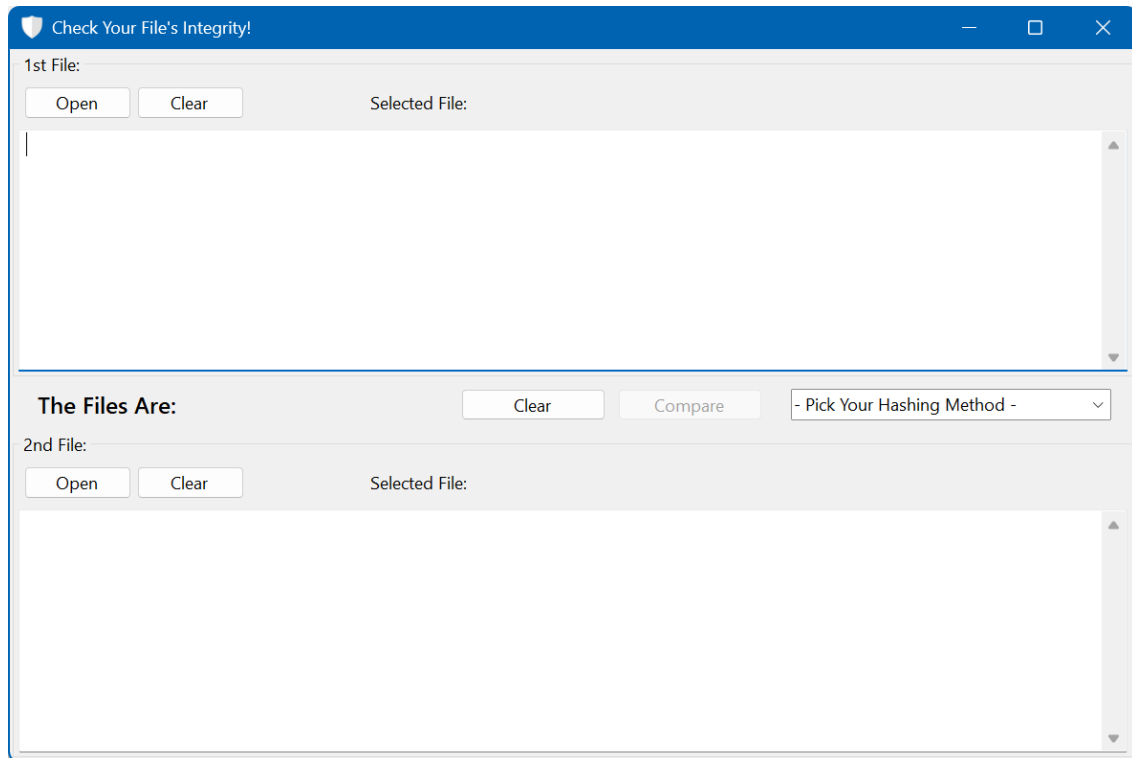 Check Your File's Integrity!
1st File:
Open Clear Selected File:
The Files Are: Clear Compare - Pick Your Hashing Method -
2nd File:
Open Clear Selected File: